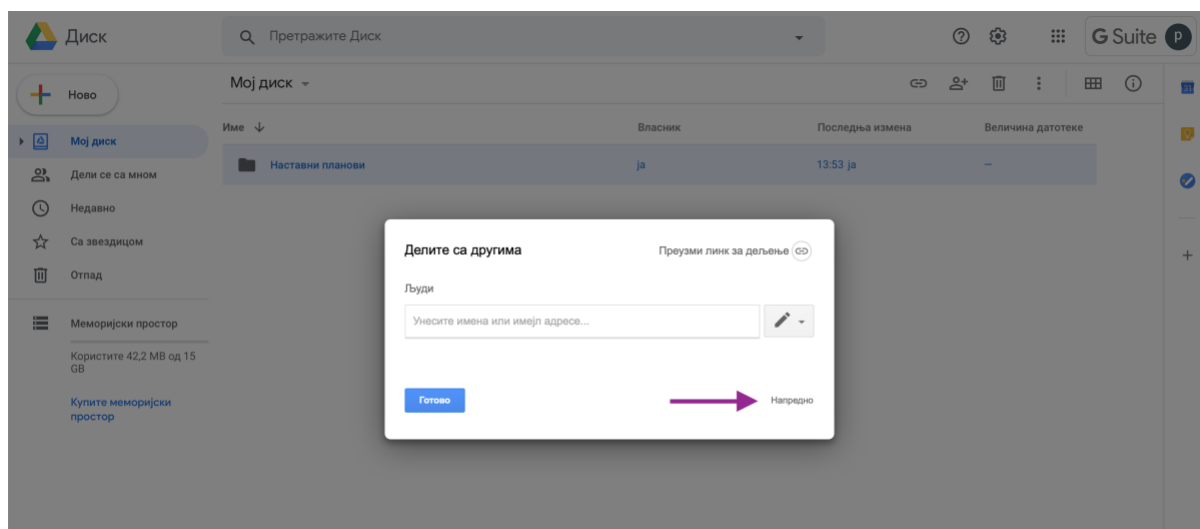 Диск
Претражите Диск
G Suite
P
Ново
Мој диск
Име
Власник
Последња измена
Величина датотеке
Мој диск
Наставни планови
ја
13:53 ја
–
Дели се са мном
Недавно
Са звездицом
Отпад
Меморијски простор
Користите 42,2 MB од 15
GB
Купите меморијски
простор
Делите са другима
Преузми линк за дељење
Људи
Унесите имена или имејл адресе...
Готово
Напредно
31